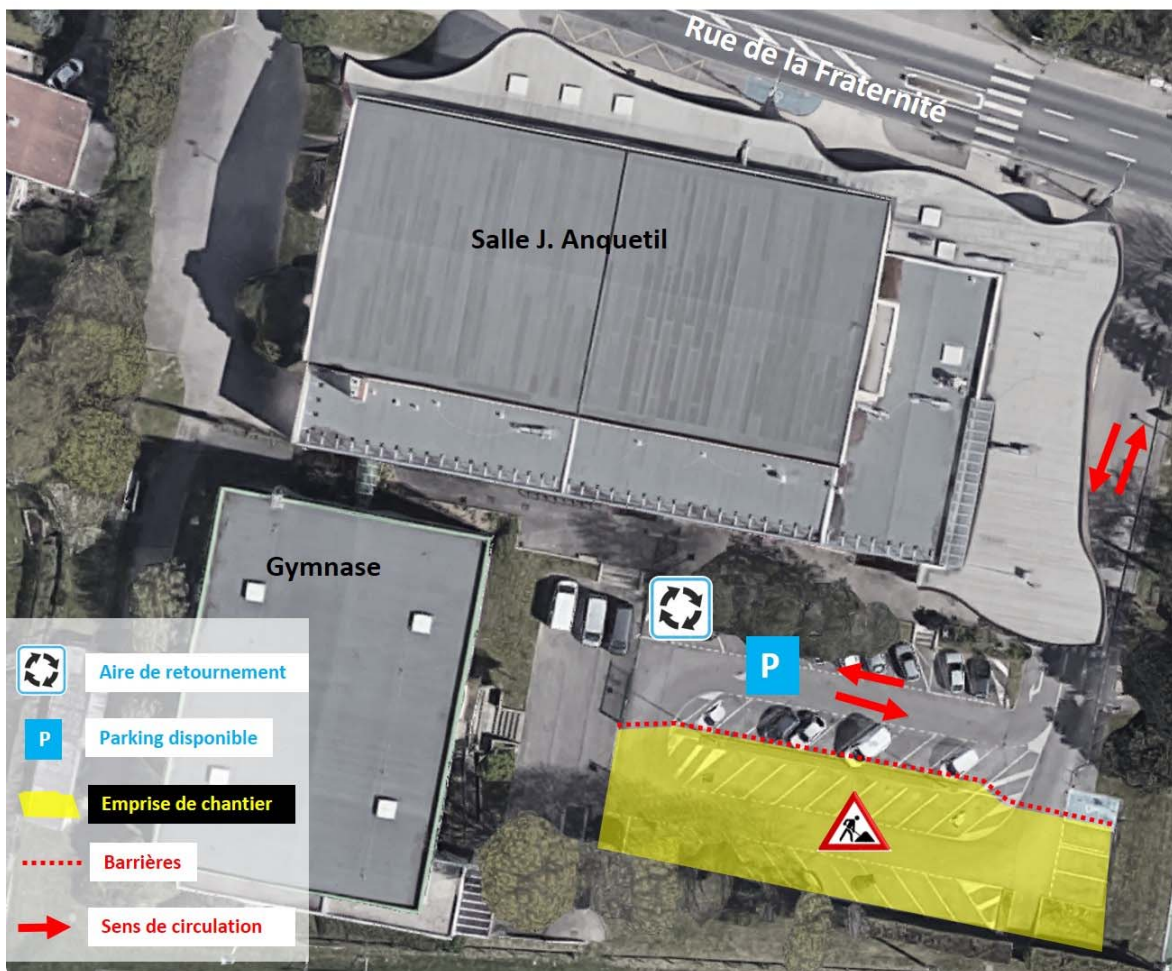 Rue de la Fraternité
Salle J. Anquetil
Gymnase
P
Aire de retournement
P
Parking disponible
Emprise de chantier
Barrières
Sens de circulation